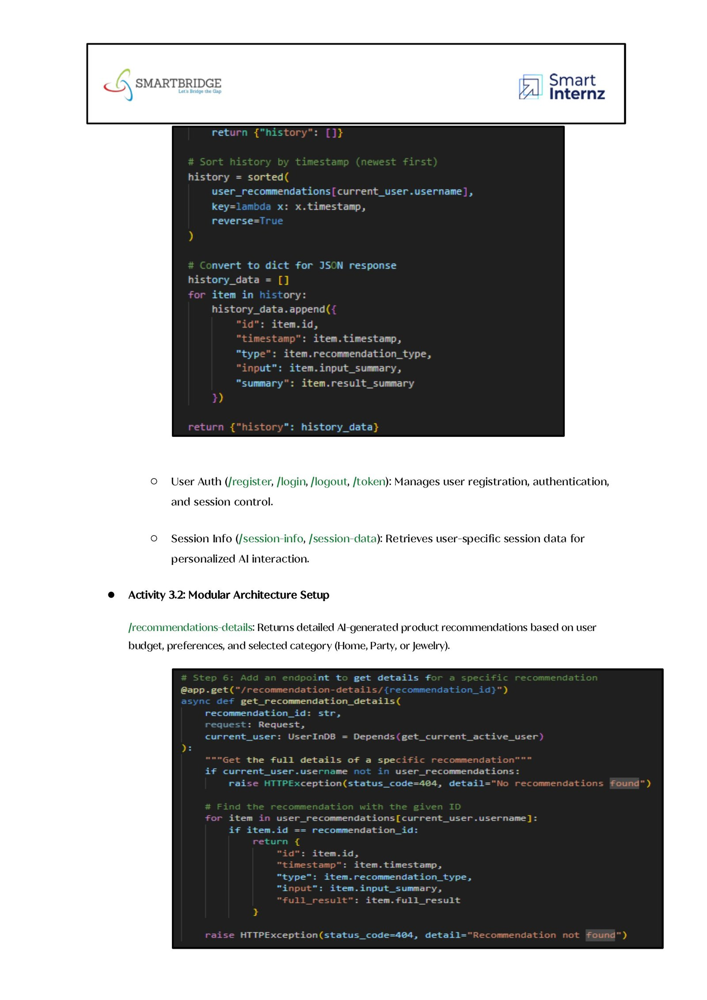 SMARTBRIDGE
Let's Bridge the Gap
Smart
Internz
return {"history": []}
# Sort history by timestamp (newest first)
history = sorted(
user_recommendations[current_user.username],
key=lambda x: x.timestamp,
reverse=True
)
# Convert to dict for JSON response
history_data = []
for item in history:
history_data.append({
"id": item.id,
"timestamp": item.timestamp,
"type": item.recommendation_type,
"input": item.input_summary,
"summary": item.result_summary
})
return {"history": history_data}
○ User Auth (/register, /login, /logout, /token): Manages user registration, authentication,
and session control.
○ Session Info (/session-info, /session-data): Retrieves user-specific session data for
personalized AI interaction.
● Activity 3.2: Modular Architecture Setup
/recommendations-details: Returns detailed AI-generated product recommendations based on user
budget, preferences, and selected category (Home, Party, or Jewelry).
# Step 6: Add an endpoint to get details for a specific recommendation
@app.get("/recommendation-details/{recommendation_id}")
async def get_recommendation_details(
recommendation_id: str,
request: Request,
current_user: UserInDB = Depends(get_current_active_user)
):
"""Get the full details of a specific recommendation"""
if current_user.username not in user_recommendations:
raise HTTPException(status_code=404, detail="No recommendations found")
# Find the recommendation with the given ID
for item in user_recommendations[current_user.username]:
if item.id == recommendation_id:
return {
"id": item.id,
"timestamp": item.timestamp,
"type": item.recommendation_type,
"input": item.input_summary,
"full_result": item.full_result
}
raise HTTPException(status_code=404, detail="Recommendation not found")